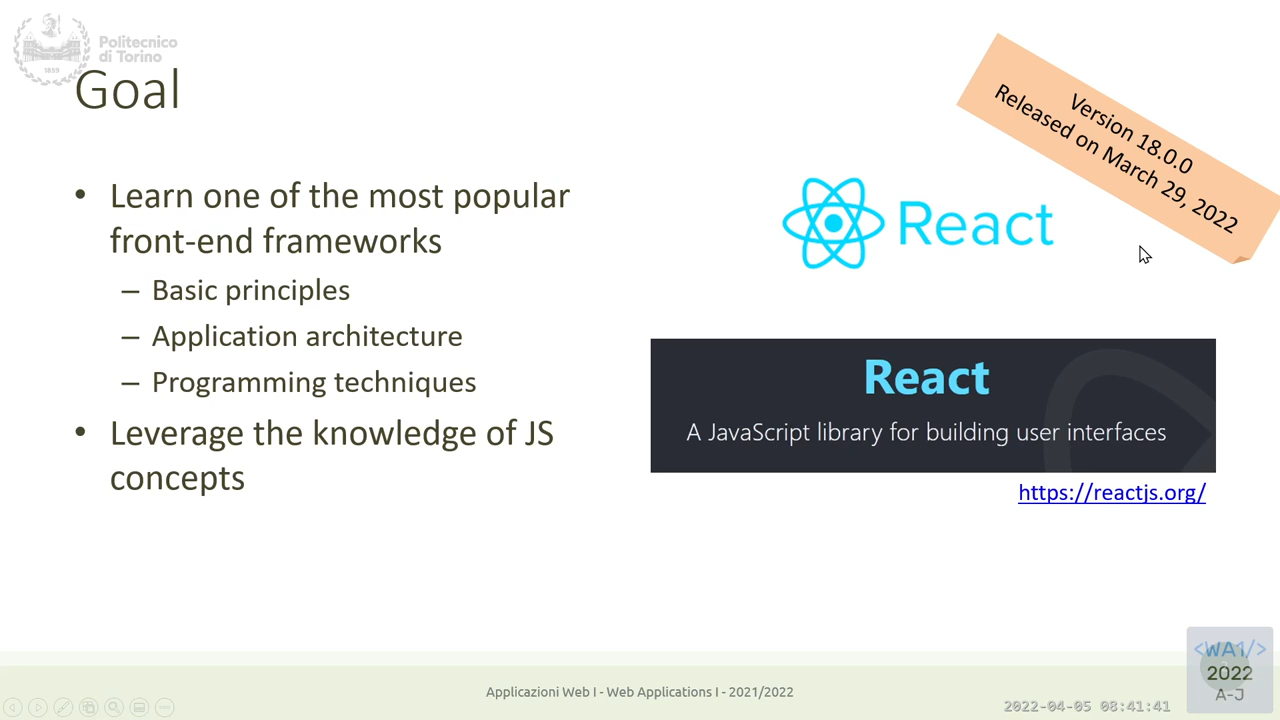 Politecnico
di Torino
1859
Goal
Version 18.0.0
Released on March 29, 2022
• Learn one of the most popular
front-end frameworks
– Basic principles
– Application architecture
– Programming techniques
• Leverage the knowledge of JS
concepts
React
React
A JavaScript library for building user interfaces
https://reactjs.org/
Applicazioni Web I - Web Applications I - 2021/2022
2022-04-05 08:41:41
<WA1/>
2022
A-J